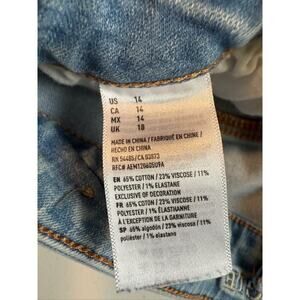 US 14
CA 14
MX 14
UK 18
MADE IN CHINA / FABRIQUÉ EN CHINE /
HECHO EN CHINA
RN 54485/CA 03873
RFC# AEM120605U9A
EN 65% COTTON / 23% VISCOSE / 11%
POLYESTER / 1% ELASTANE
EXCLUSIVE OF DECORATION
FR 65% COTON / 23% VISCOSE / 11%
POLYESTER / 1% ÉLASTHANNE
À L'EXCEPTION DE LA GARNITURE
SP 65% algodón / 23% viscosa / 11%
poliéster / 1% elastano